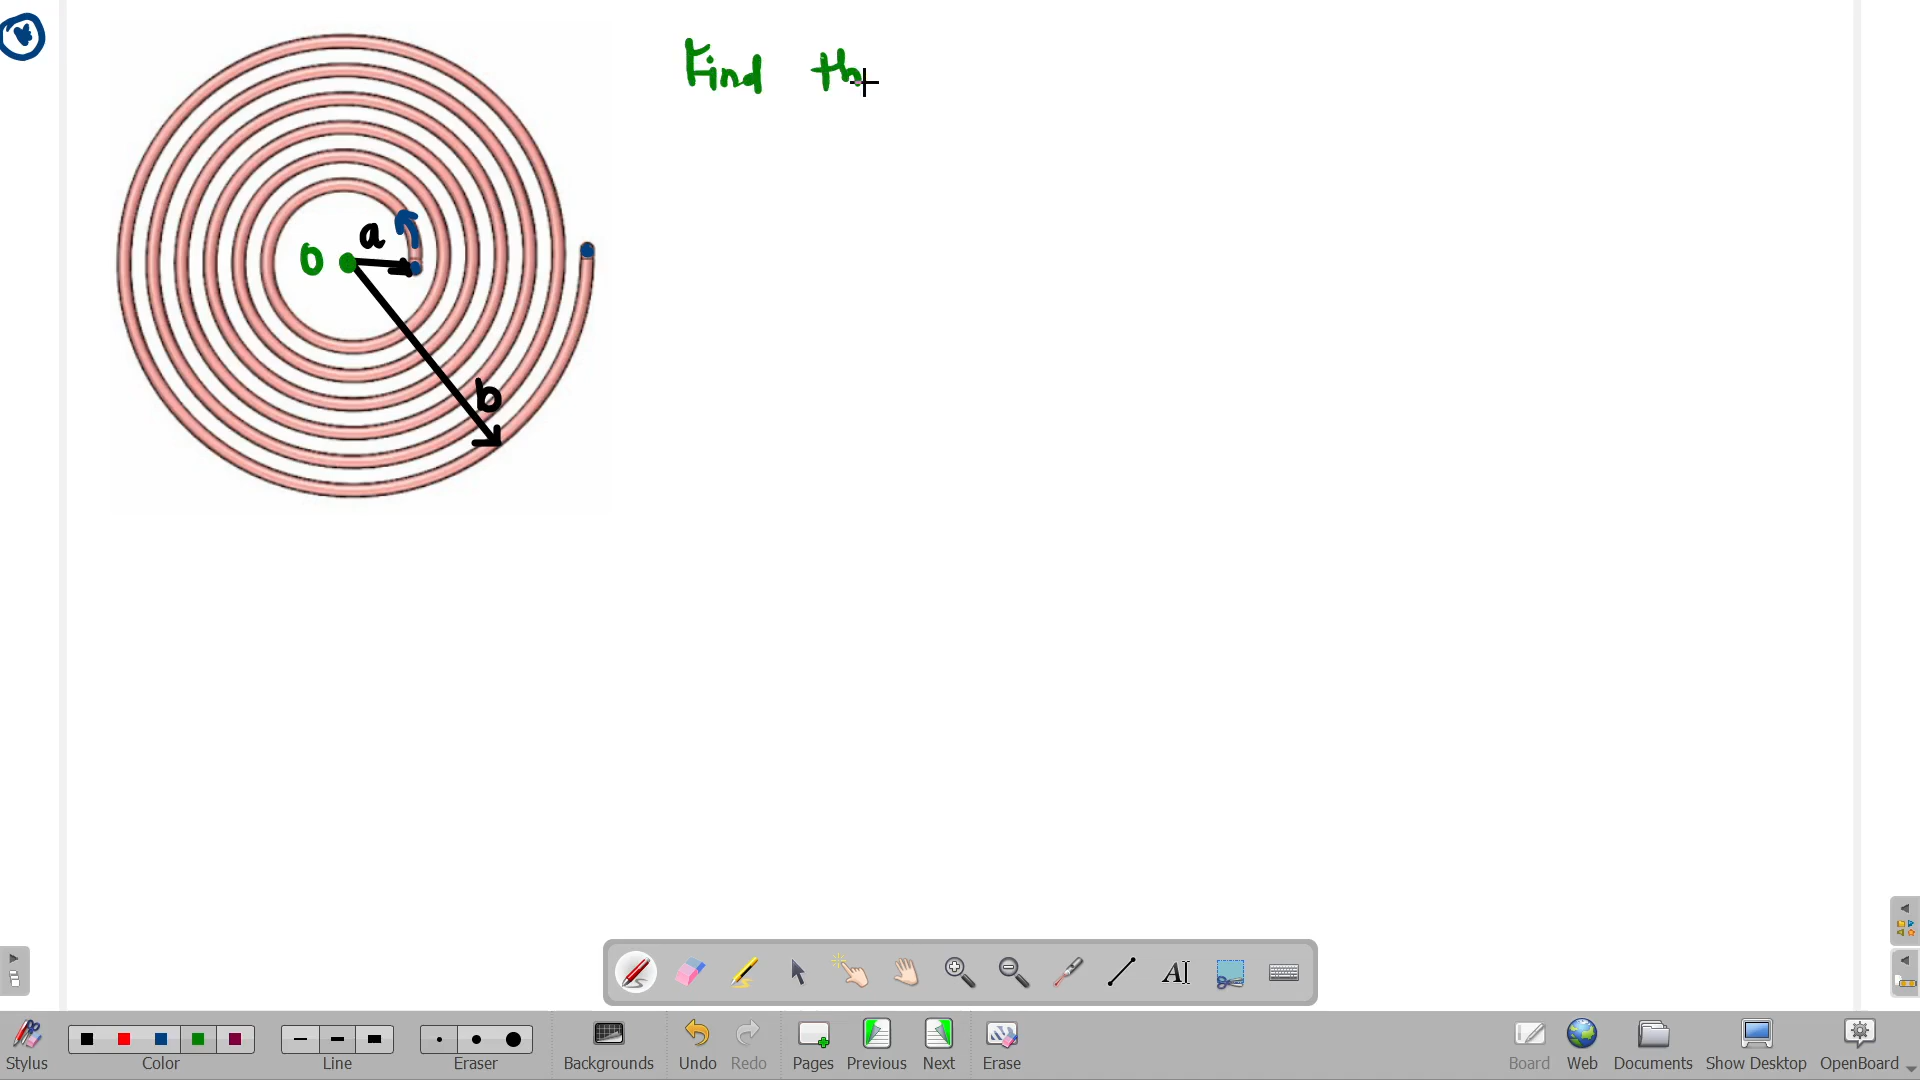 Find th
a
O
b
Stylus
Color
Line
Eraser
Backgrounds
Undo
Redo
Pages
Previous
Next
Erase
Board
Web
Documents
Show Desktop
OpenBoard
AI